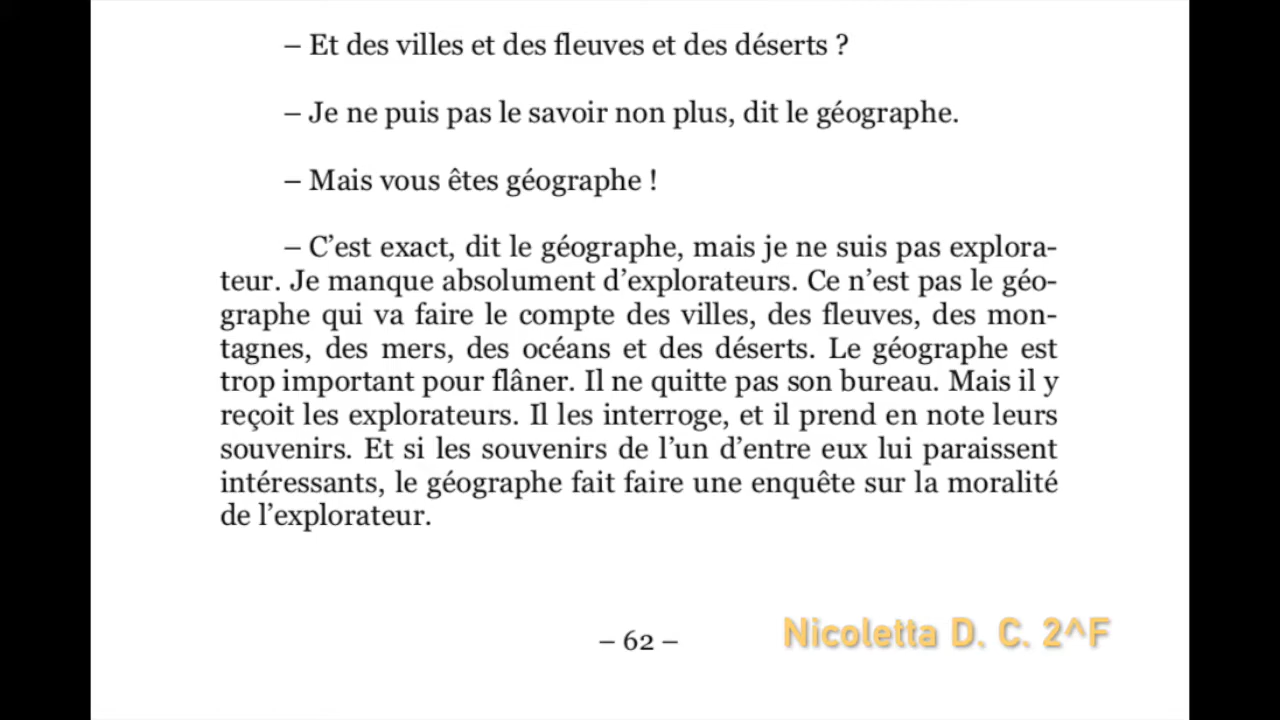 – Et des villes et des fleuves et des déserts ?
– Je ne puis pas le savoir non plus, dit le géographe.
– Mais vous êtes géographe !
– C’est exact, dit le géographe, mais je ne suis pas explora-
teur. Je manque absolument d’explorateurs. Ce n’est pas le géo-
graphe qui va faire le compte des villes, des fleuves, des mon-
tagnes, des mers, des océans et des déserts. Le géographe est
trop important pour flâner. Il ne quitte pas son bureau. Mais il y
reçoit les explorateurs. Il les interroge, et il prend en note leurs
souvenirs. Et si les souvenirs de l’un d’entre eux lui paraissent
intéressants, le géographe fait faire une enquête sur la moralité
de l’explorateur.
– 62 –
Nicoletta D. C. 2^F